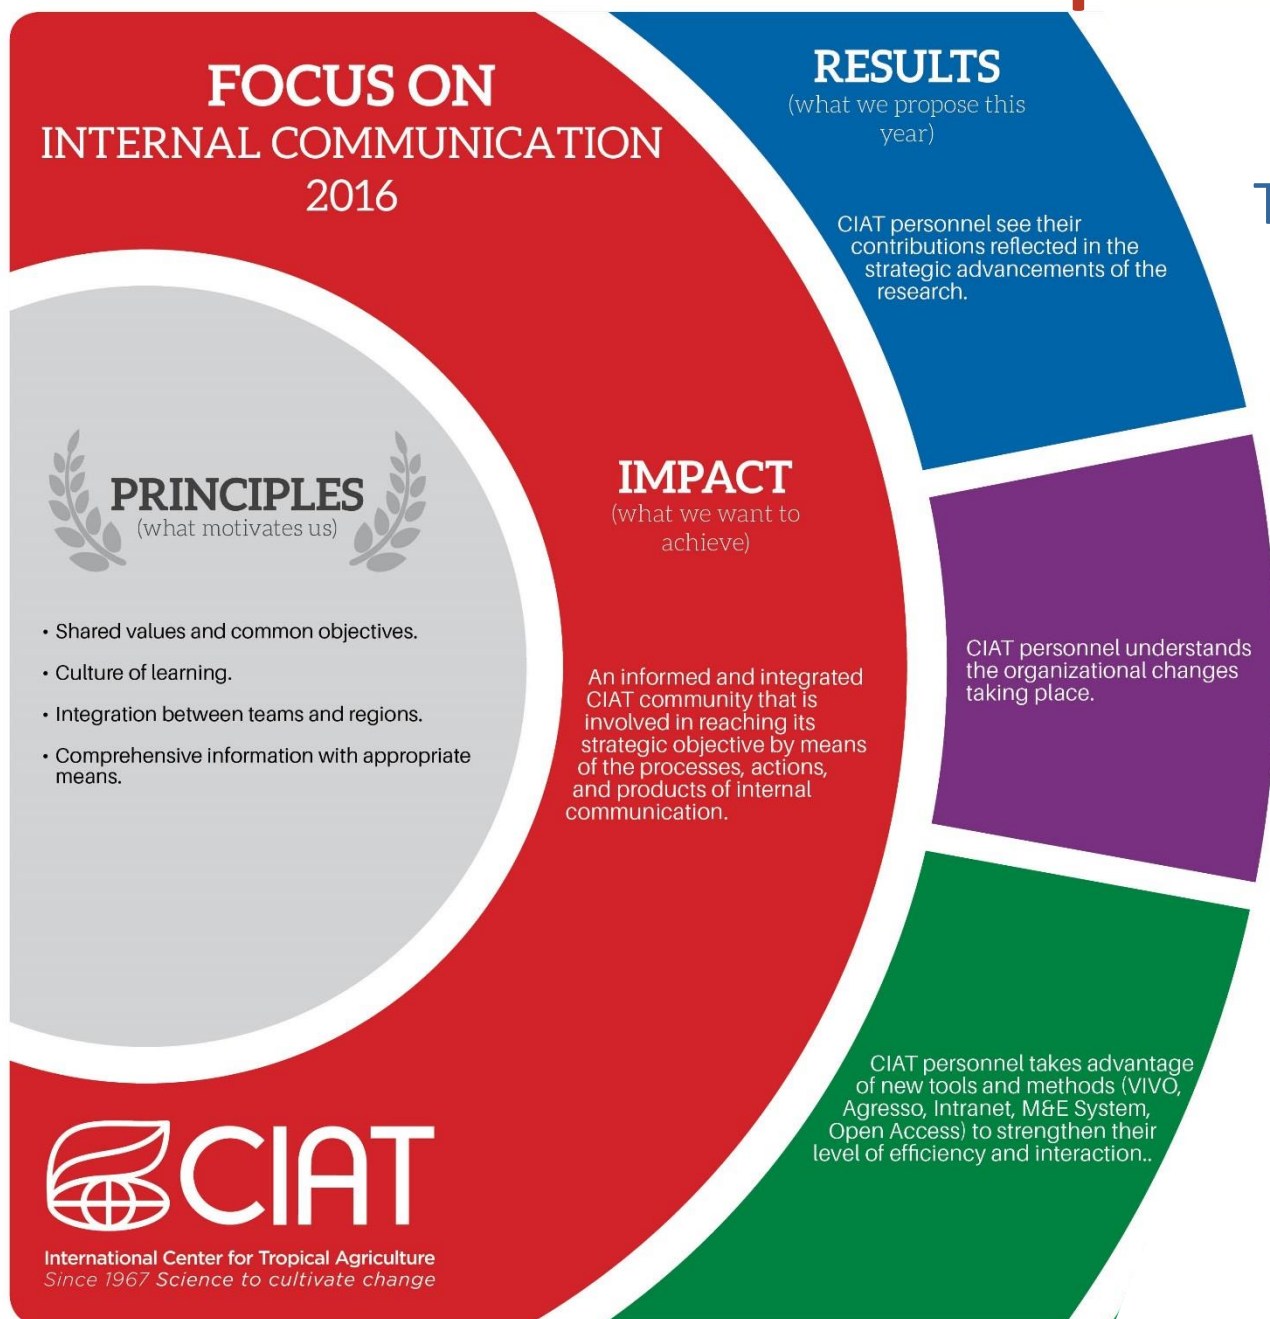 FOCUS ON
INTERNAL COMMUNICATION
2016
PRINCIPLES
(what motivates us)
• Shared values and common objectives.
• Culture of learning.
• Integration between teams and regions.
• Comprehensive information with appropriate
means.
IMPACT
(what we want to
achieve)
An informed and integrated
CIAT community that is
involved in reaching its
strategic objective by means
of the processes, actions,
and products of internal
communication.
RESULTS
(what we propose this
year)
CIAT personnel see their
contributions reflected in the
strategic advancements of the
research.
CIAT personnel understands
the organizational changes
taking place.
CIAT personnel takes advantage
of new tools and methods (VIVO,
Agresso, Intranet, M&E System,
Open Access) to strengthen their
level of efficiency and interaction..
CIAT
International Center for Tropical Agriculture
Since 1967 Science to cultivate change